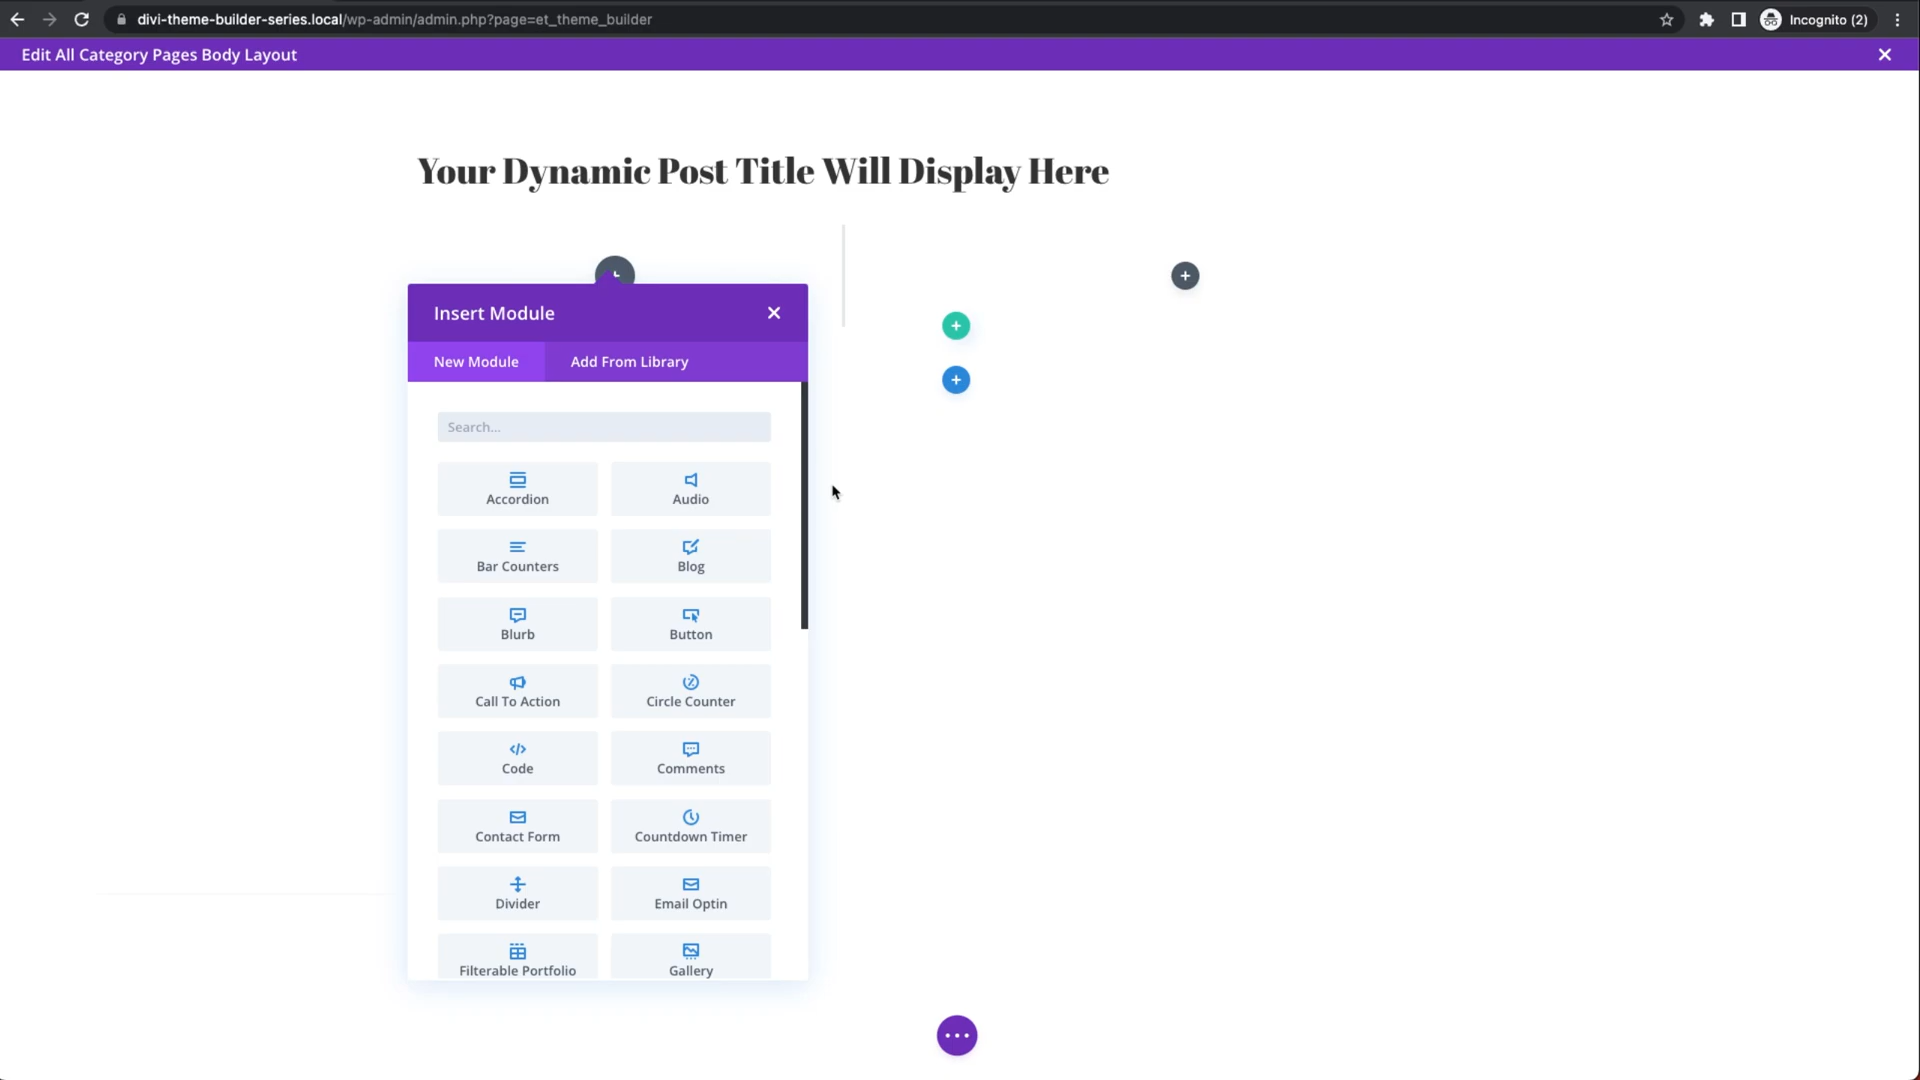 divi-theme-builder-series.local/wp-admin/admin.php?page=et_theme_builder
Incognito (2)
Edit All Category Pages Body Layout
Your Dynamic Post Title Will Display Here
Insert Module
New Module
Add From Library
Search...
Accordion
Audio
Bar Counters
Blog
Blurb
Button
Call To Action
Circle Counter
Code
Comments
Contact Form
Countdown Timer
Divider
Email Optin
Filterable Portfolio
Gallery